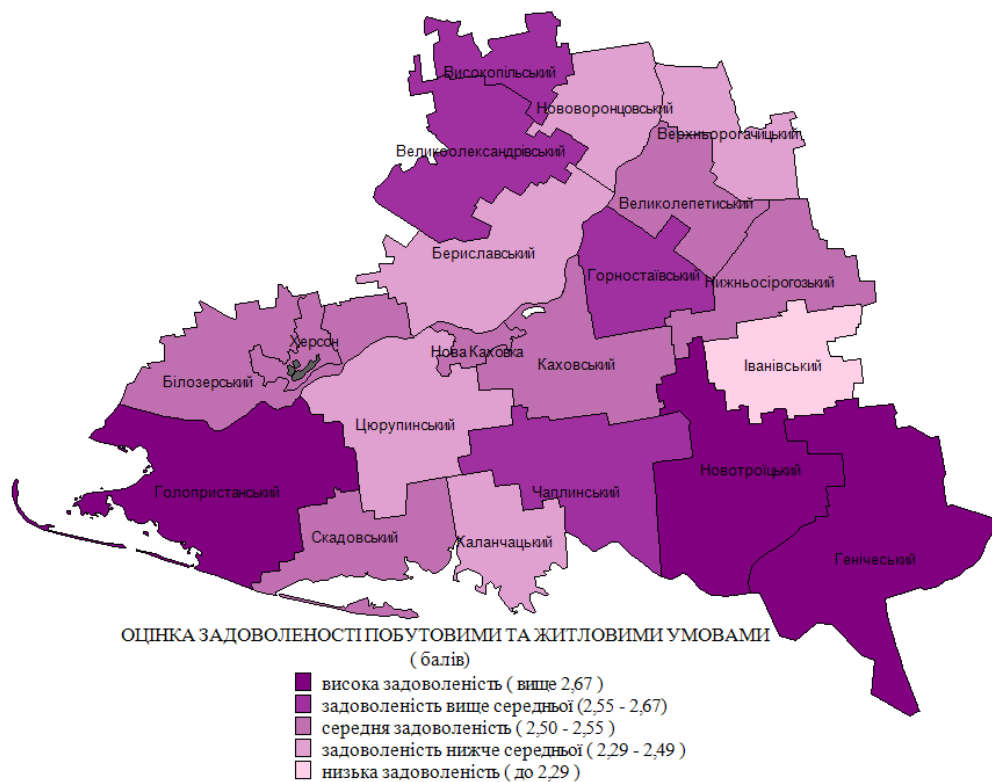 Високопільський
Нововоронцовський
Верхньорогачицький
Великоолександрівський
Великолепетиський
Бериславський
Горностаївський
Нижньосірогозький
Херсон
Нова Каховка
Каховський
Іванівський
Білозерський
Цюрупинський
Новотроїцький
Голопристанський
Чаплинський
Скадовський
Каланчацький
Генічеський
ОЦІНКА ЗАДОВОЛЕНОСТІ ПОБУТОВИМИ ТА ЖИТЛОВИМИ УМОВАМИ
( балів)
висока задоволеність ( вище 2,67 )
задоволеність вище середньої (2,55 - 2,67)
середня задоволеність ( 2,50 - 2,55)
задоволеність нижче середньої ( 2,29 - 2,49 )
низька задоволеність ( до 2,29 )